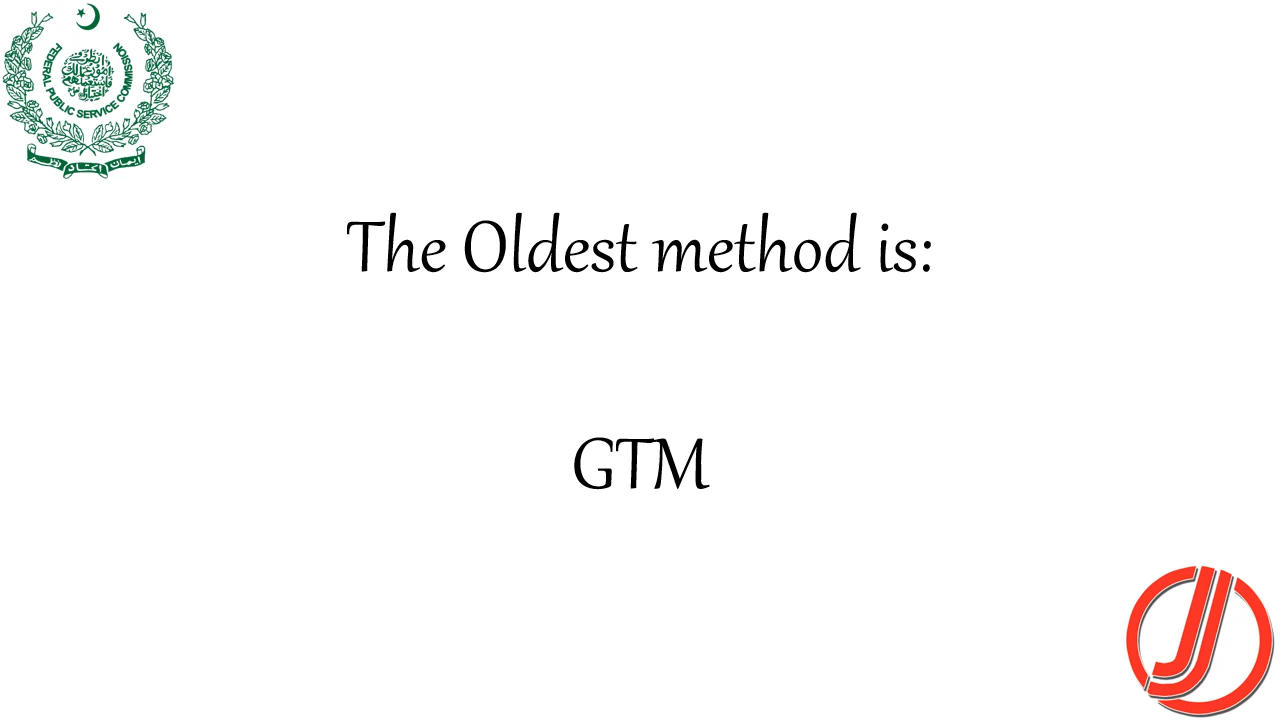 FEDERAL PUBLIC SERVICE COMMISSION
The Oldest method is:
GTM